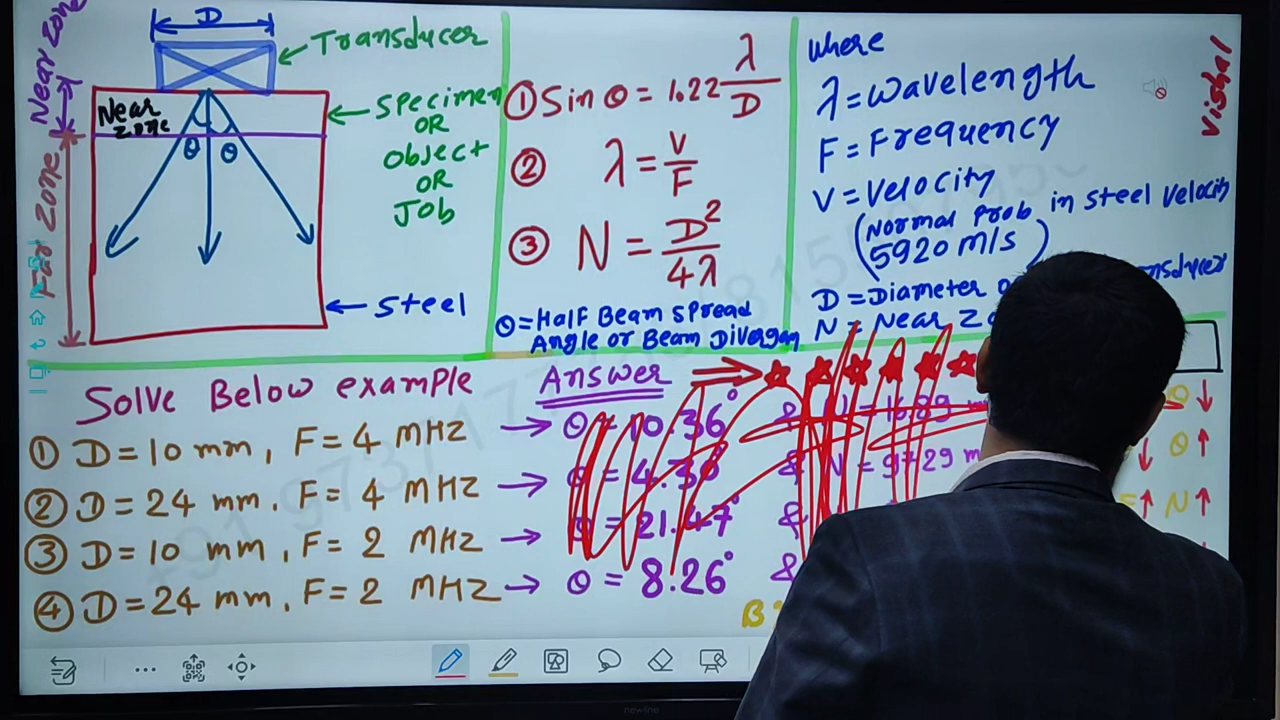 D
Transducer
Near Zone
Near
zone
Specimen
OR
Object
OR
Job
θ θ
Far Zone
Steel
① Sin θ = 1.22 λ/D
② λ = V/F
③ N = D²/4λ
θ = Half Beam Spread
Angle or Beam Divergan
where
λ = wavelength
F = Frequency
V = Velocity
(Normal Prob in Steel Velocity
5920 m/s)
D = Diameter
N = Near
Vishal
Solve Below example
Answer
① D = 10 mm, F = 4 MHZ → θ = 10.36° &
② D = 24 mm, F = 4 MHZ → θ = 4.30° & N = 97.29
③ D = 10 mm, F = 2 MHZ → θ = 21.47° &
④ D = 24 mm, F = 2 MHZ → θ = 8.26° &
θ ↓
↓ θ ↑
↑ N ↑
B
newline